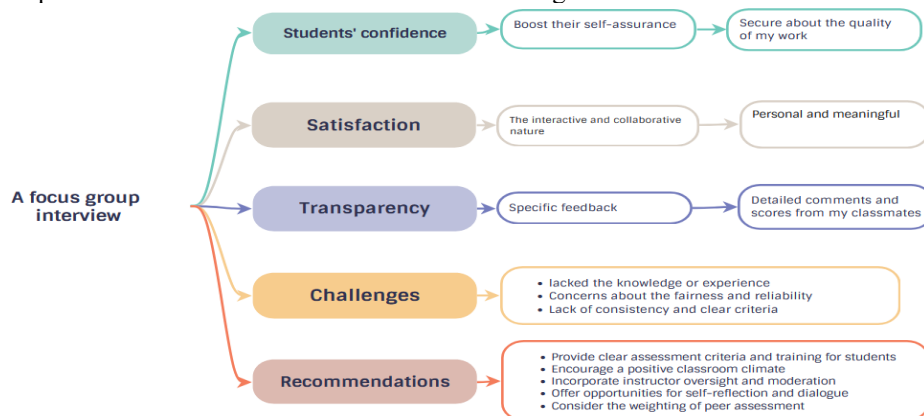 A focus group
interview
Students' confidence
Boost their self-assurance
Secure about the quality
of my work
Satisfaction
The interactive and collaborative
nature
Personal and meaningful
Transparency
Specific feedback
Detailed comments and
scores from my classmates
Challenges
• lacked the knowledge or experience
• Concerns about the fairness and reliability
• Lack of consistency and clear criteria
Recommendations
• Provide clear assessment criteria and training for students
• Encourage a positive classroom climate
• Incorporate instructor oversight and moderation
• Offer opportunities for self-reflection and dialogue
• Consider the weighting of peer assessment